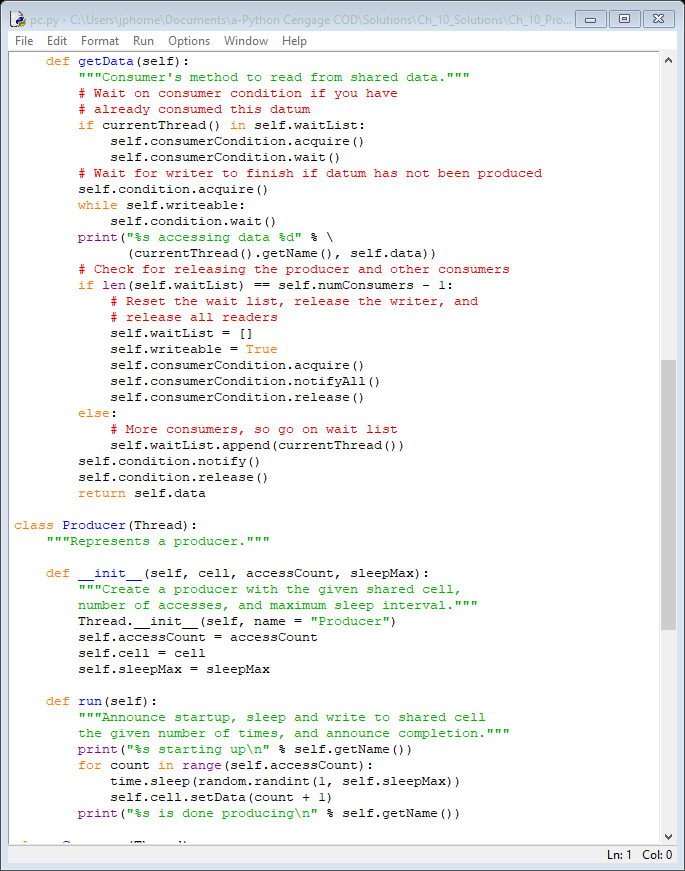 pc.py - C:\Users\jphome\Documents\a-Python Cengage COD\Solutions\Ch_10_Solutions\Ch_10_Pro...
File Edit Format Run Options Window Help
    def getData(self):
        """Consumer's method to read from shared data."""
        # Wait on consumer condition if you have
        # already consumed this datum
        if currentThread() in self.waitList:
            self.consumerCondition.acquire()
            self.consumerCondition.wait()
        # Wait for writer to finish if datum has not been produced
        self.condition.acquire()
        while self.writeable:
            self.condition.wait()
        print("%s accessing data %d" % \
              (currentThread().getName(), self.data))
        # Check for releasing the producer and other consumers
        if len(self.waitList) == self.numConsumers - 1:
            # Reset the wait list, release the writer, and
            # release all readers
            self.waitList = []
            self.writeable = True
            self.consumerCondition.acquire()
            self.consumerCondition.notifyAll()
            self.consumerCondition.release()
        else:
            # More consumers, so go on wait list
            self.waitList.append(currentThread())
        self.condition.notify()
        self.condition.release()
        return self.data

class Producer(Thread):
    """Represents a producer."""

    def __init__(self, cell, accessCount, sleepMax):
        """Create a producer with the given shared cell,
        number of accesses, and maximum sleep interval."""
        Thread.__init__(self, name = "Producer")
        self.accessCount = accessCount
        self.cell = cell
        self.sleepMax = sleepMax

    def run(self):
        """Announce startup, sleep and write to shared cell
        the given number of times, and announce completion."""
        print("%s starting up\n" % self.getName())
        for count in range(self.accessCount):
            time.sleep(random.randint(1, self.sleepMax))
            self.cell.setData(count + 1)
        print("%s is done producing\n" % self.getName())
Ln: 1 Col: 0